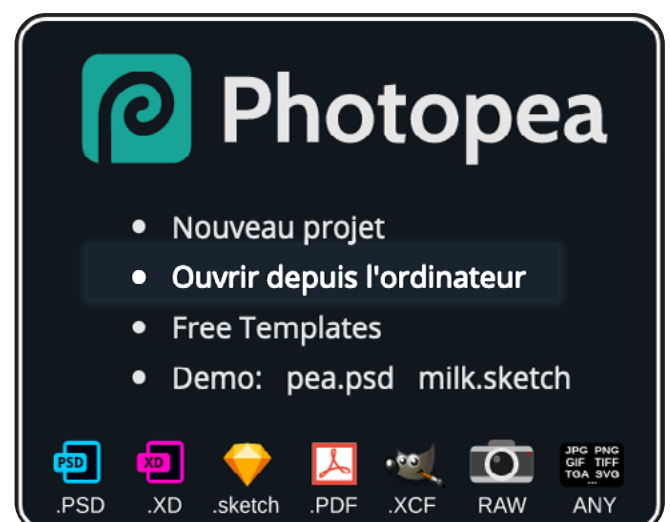 Photopea
Nouveau projet
Ouvrir depuis l'ordinateur
Free Templates
Demo: pea.psd milk.sketch
PSD XD JPG PNG
GIF TIFF
TGA SVG
...
.PSD .XD .sketch .PDF .XCF RAW ANY